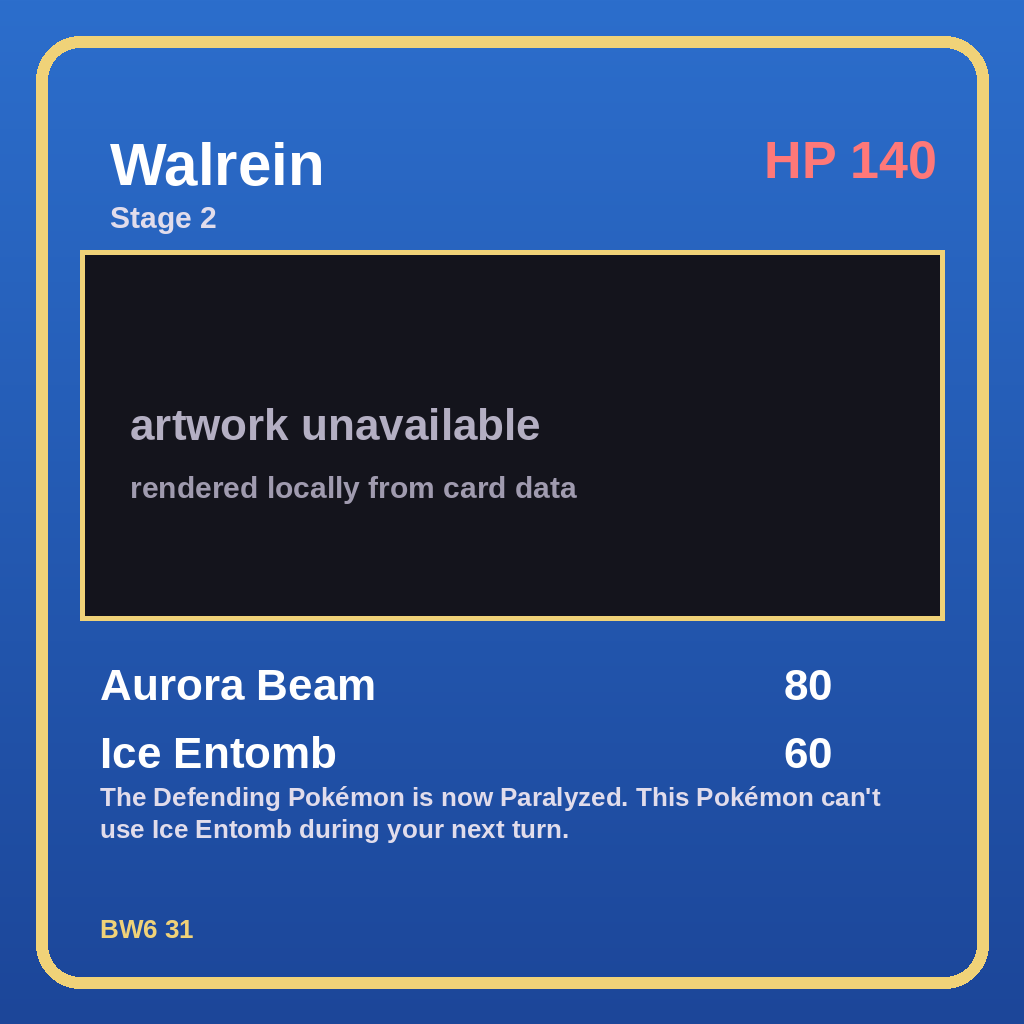 Walrein
HP 140
Stage 2
artwork unavailable
rendered locally from card data
Aurora Beam 80
Ice Entomb 60
The Defending Pokémon is now Paralyzed. This Pokémon can't
use Ice Entomb during your next turn.
BW6 31